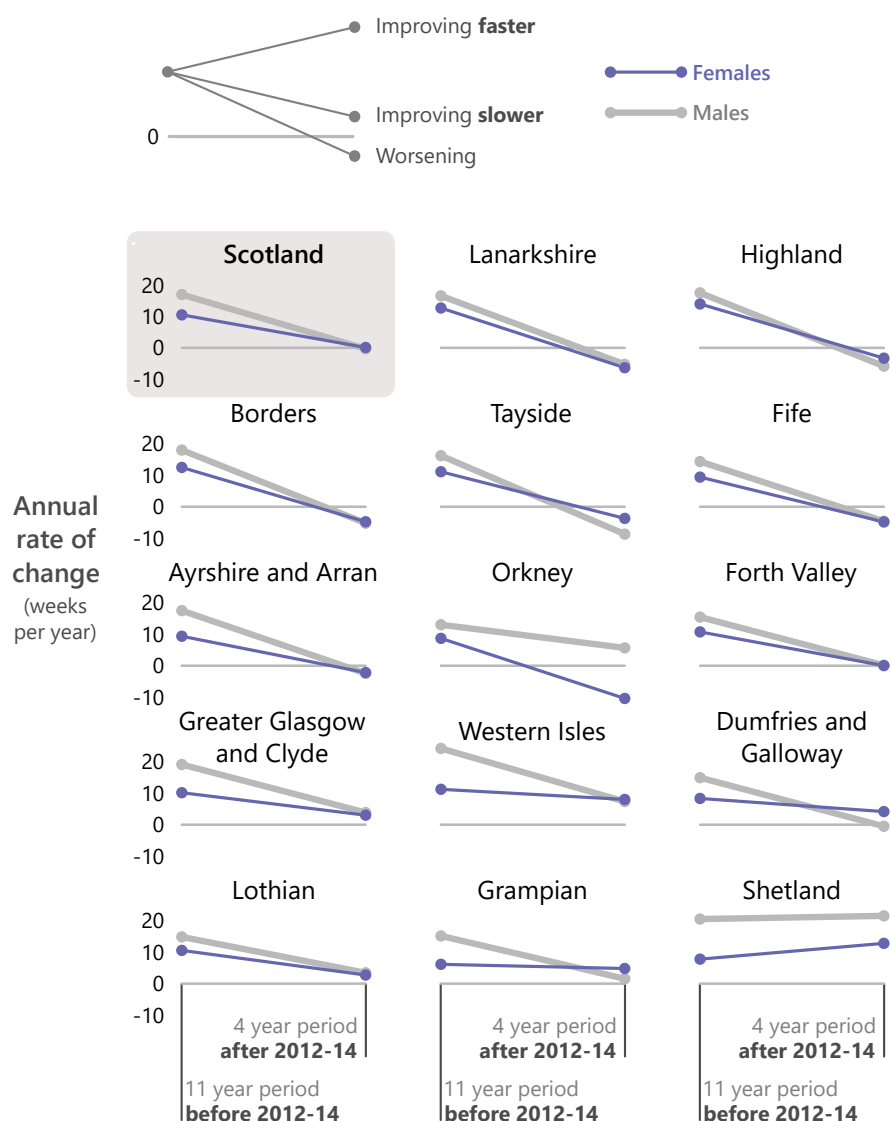 Improving faster
Improving slower
0
Worsening
Females
Males
Scotland
Lanarkshire
Highland
20
10
0
-10
Borders
Tayside
Fife
20
10
0
-10
Annual
rate of
change
(weeks
per year)
Ayrshire and Arran
Orkney
Forth Valley
20
10
0
-10
Greater Glasgow
and Clyde
Western Isles
Dumfries and
Galloway
20
10
0
-10
Lothian
Grampian
Shetland
20
10
0
-10
4 year period
after 2012-14
11 year period
before 2012-14
4 year period
after 2012-14
11 year period
before 2012-14
4 year period
after 2012-14
11 year period
before 2012-14